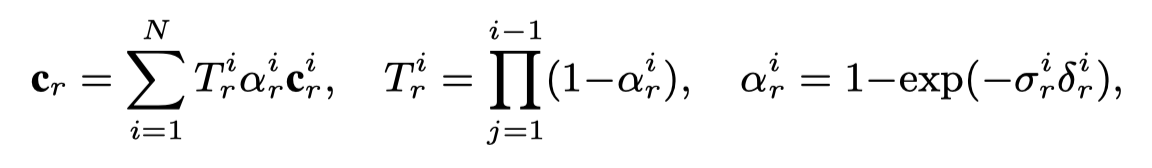 $\mathbf{c}_r = \sum_{i=1}^{N} T_r^i \alpha_r^i \mathbf{c}_r^i, \quad T_r^i = \prod_{j=1}^{i-1} (1 - \alpha_r^i), \quad \alpha_r^i = 1 - \exp(-\sigma_r^i \delta_r^i),$